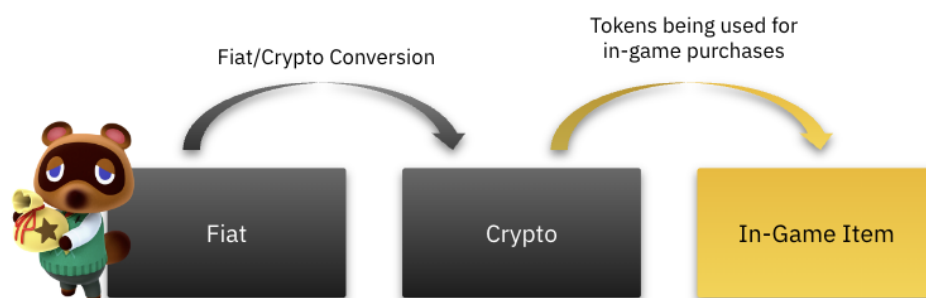 Fiat/Crypto Conversion
Tokens being used for
in-game purchases
Fiat
Crypto
In-Game Item